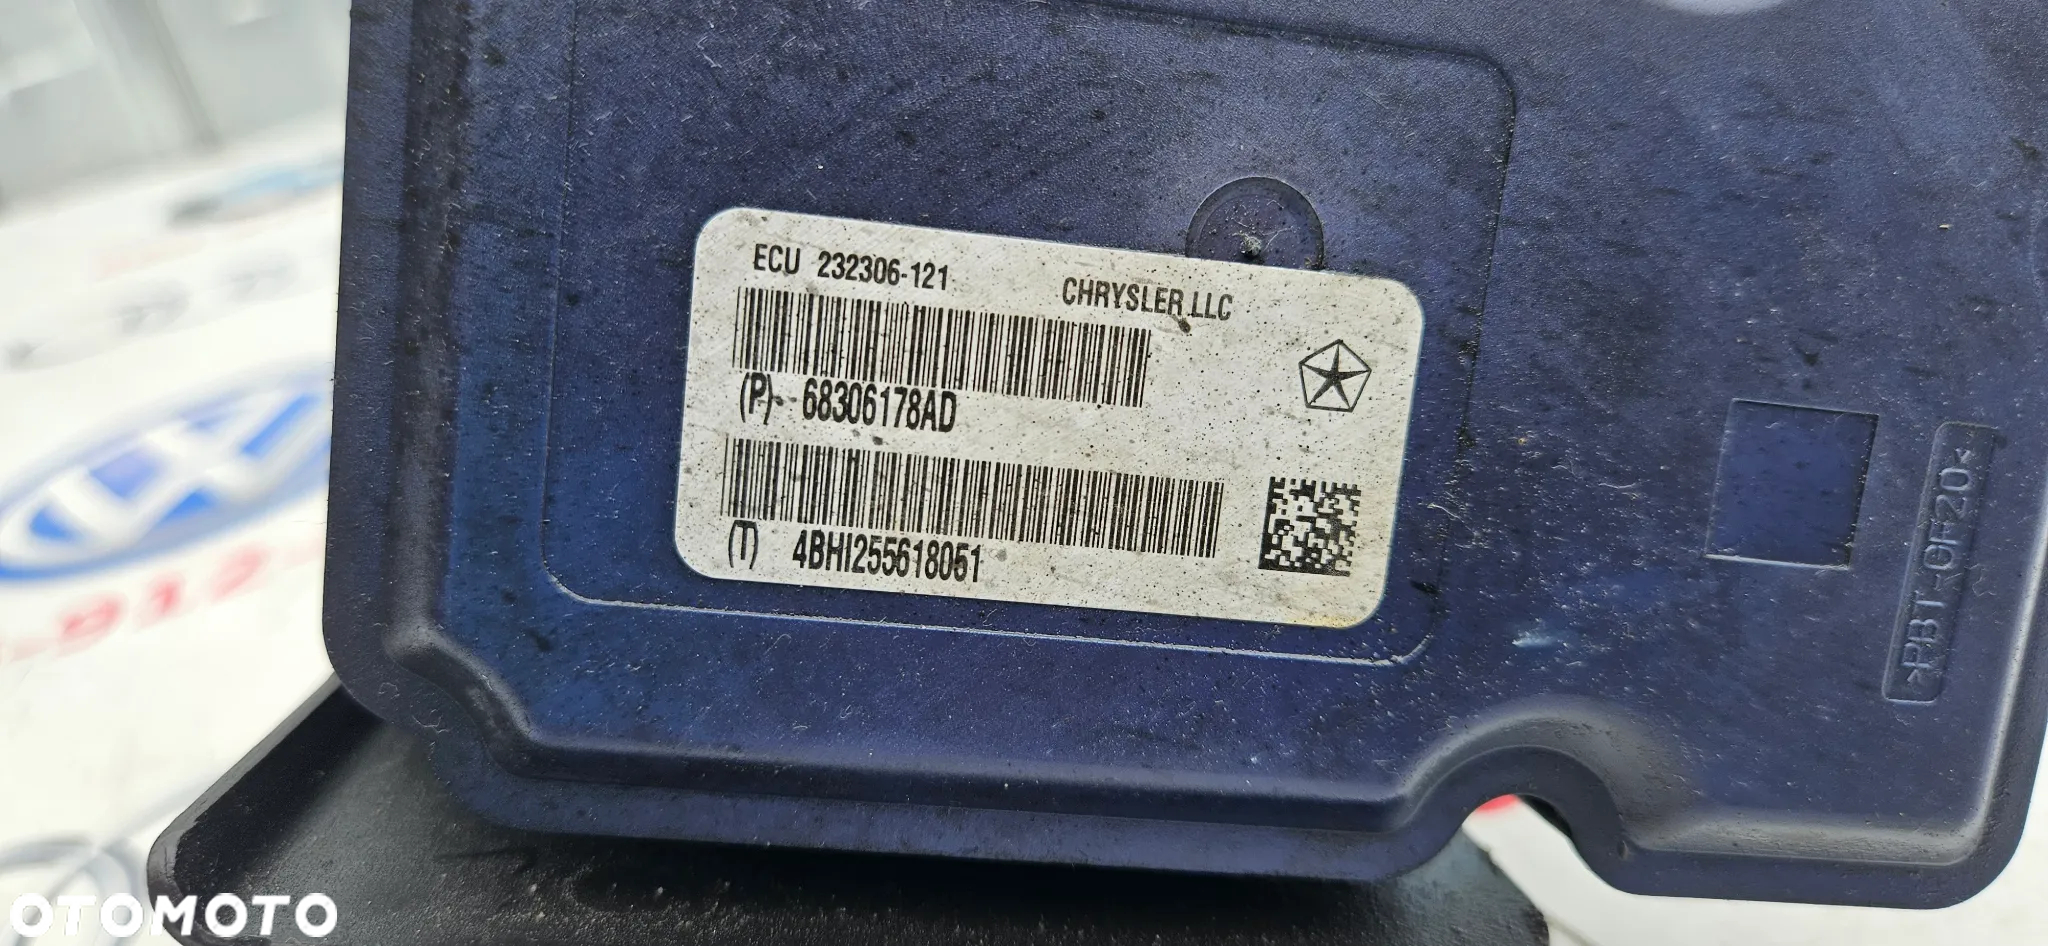 ECU 232306-121 CHRYSLER LLC
(P) 68306178AD
(T) 4BHI255618051
>PBT-GF20<
OTOMOTO